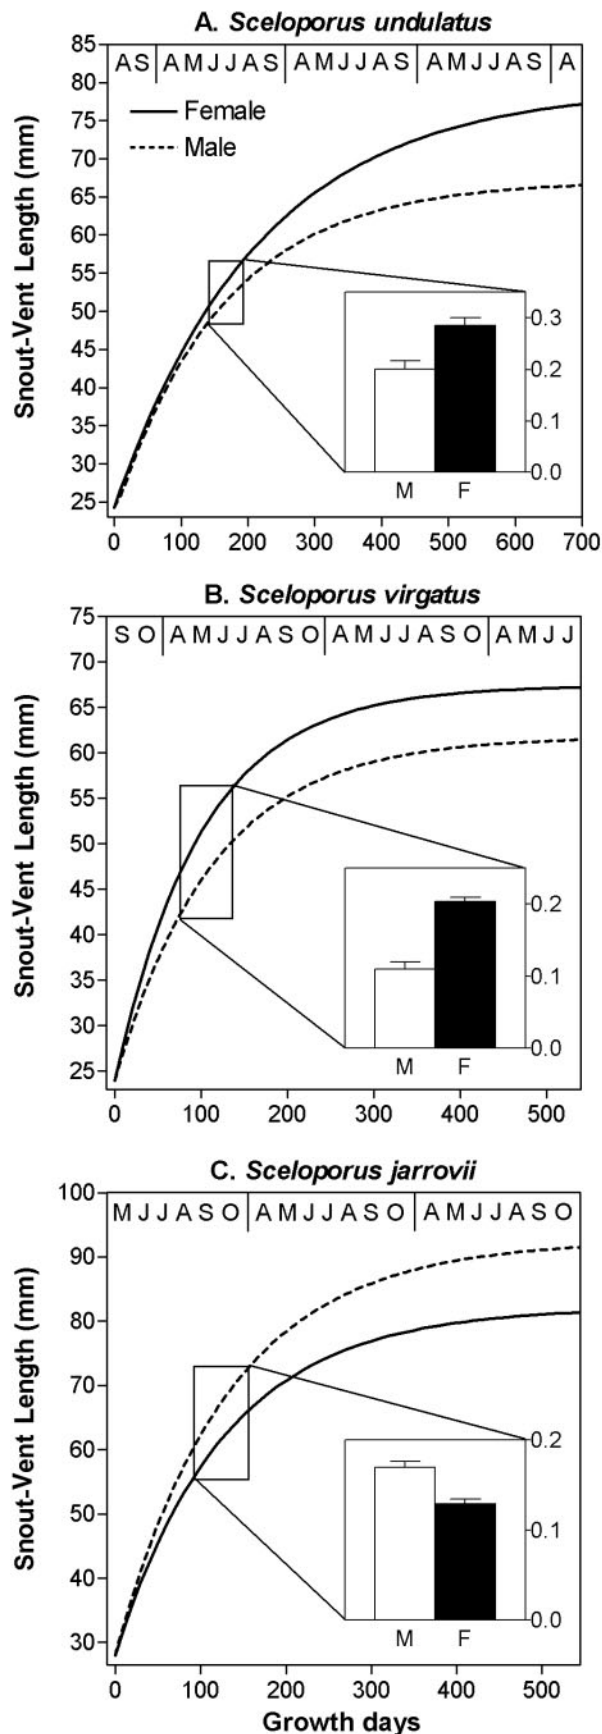 A. Sceloporus undulatus
85
80
75
70
65
60
55
50
45
40
35
30
25
Snout-Vent Length (mm)
A S A M J J A S A M J J A S A M J J A S A
Female
Male
0.3
0.2
0.1
0.0
M F
0 100 200 300 400 500 600 700
B. Sceloporus virgatus
75
70
65
60
55
50
45
40
35
30
25
Snout-Vent Length (mm)
S O A M J J A S O A M J J A S O A M J J
0.2
0.1
0.0
M F
0 100 200 300 400 500
C. Sceloporus jarrovii
100
90
80
70
60
50
40
30
Snout-Vent Length (mm)
M J J A S O A M J J A S O A M J J A S O
0.2
0.1
0.0
M F
0 100 200 300 400 500
Growth days